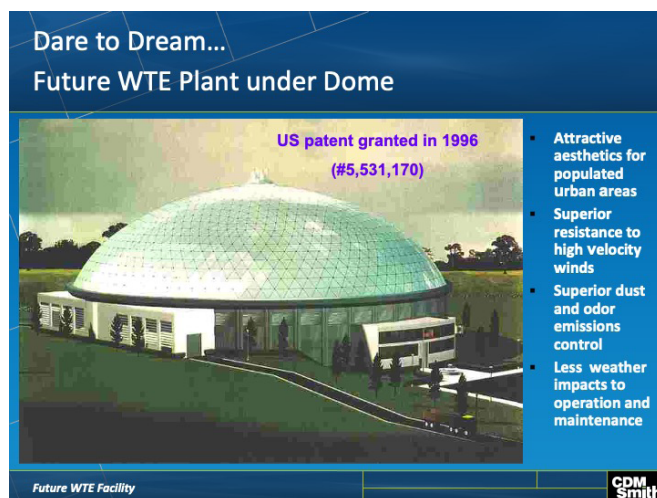 Dare to Dream…
Future WTE Plant under Dome
US patent granted in 1996
(#5,531,170)
▪ Attractive
aesthetics for
populated
urban areas
▪ Superior
resistance to
high velocity
winds
▪ Superior dust
and odor
emissions
control
▪ Less weather
impacts to
operation and
maintenance
Future WTE Facility
CDM
Smith